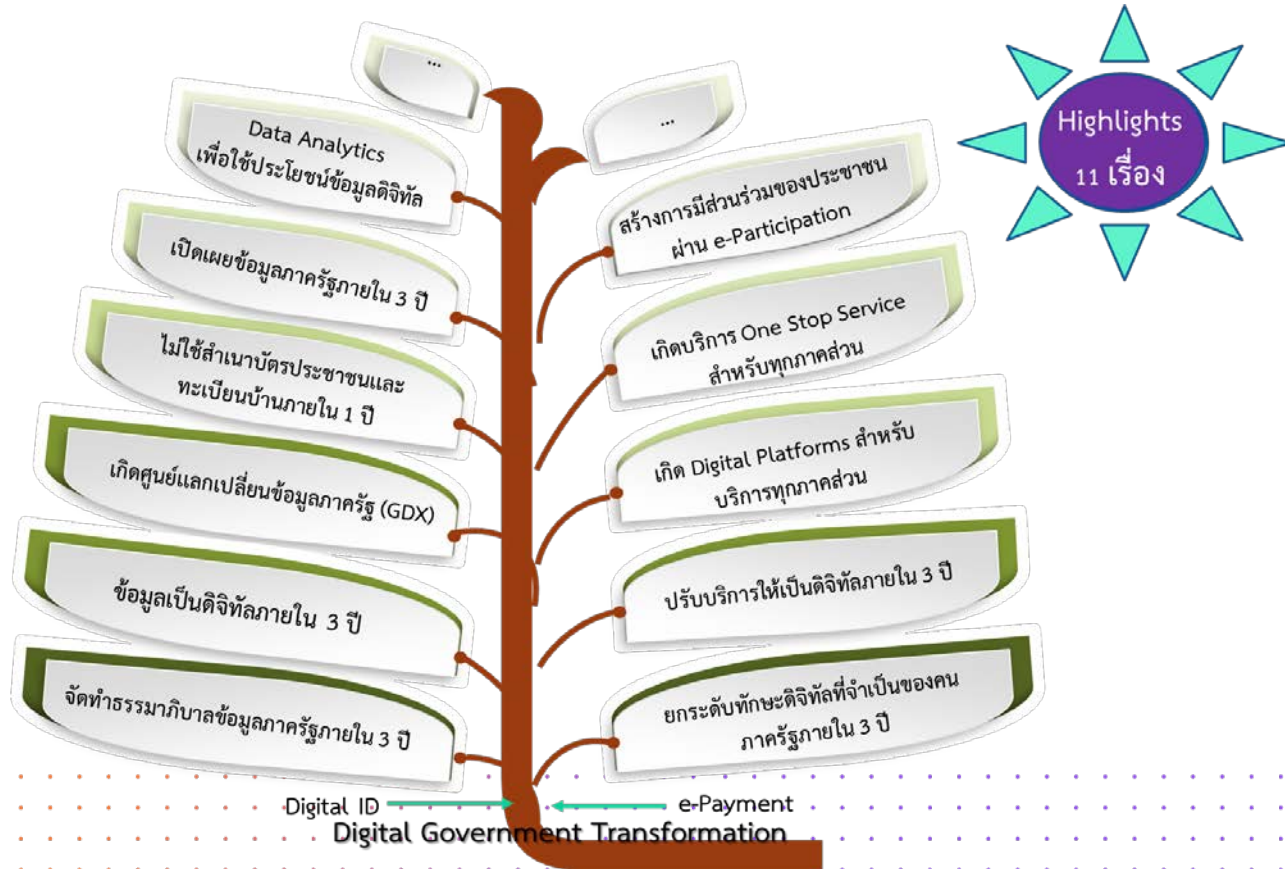 ...
Data Analytics
เพื่อใช้ประโยชน์ข้อมูลดิจิทัล
เปิดเผยข้อมูลภาครัฐภายใน 3 ปี
ไม่ใช้สำเนาบัตรประชาชนและ
ทะเบียนบ้านภายใน 1 ปี
เกิดศูนย์แลกเปลี่ยนข้อมูลภาครัฐ (GDX)
ข้อมูลเป็นดิจิทัลภายใน 3 ปี
จัดทำธรรมาภิบาลข้อมูลภาครัฐภายใน 3 ปี
...
สร้างการมีส่วนร่วมของประชาชน
ผ่าน e-Participation
เกิดบริการ One Stop Service
สำหรับทุกภาคส่วน
เกิด Digital Platforms สำหรับ
บริการทุกภาคส่วน
ปรับบริการให้เป็นดิจิทัลภายใน 3 ปี
ยกระดับทักษะดิจิทัลที่จำเป็นของคน
ภาครัฐภายใน 3 ปี
Highlights
11 เรื่อง
Digital ID
e-Payment
Digital Government Transformation